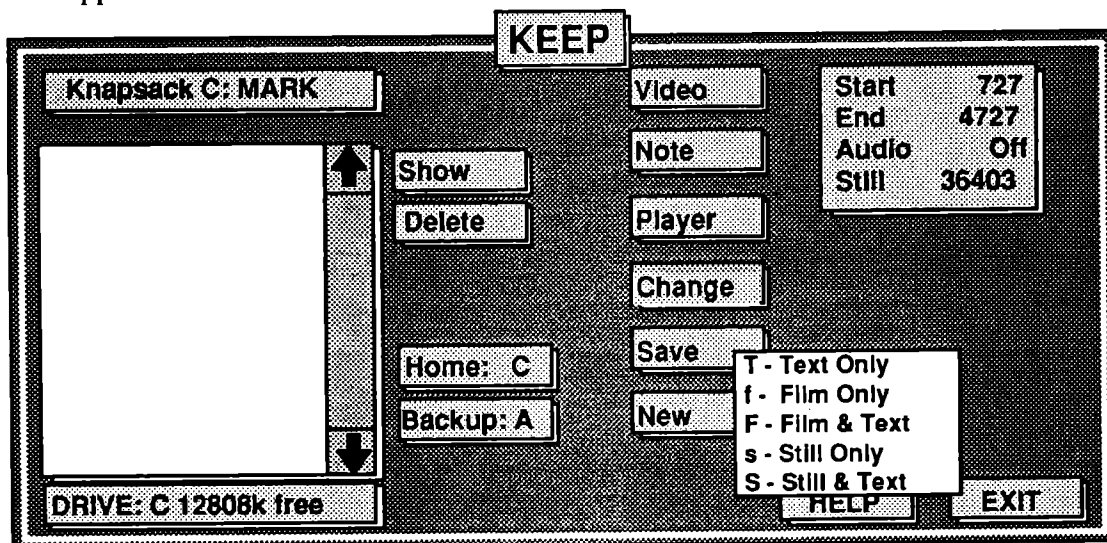 KEEP
Knapsack C: MARK
Show
Delete
Home: C
Backup: A
DRIVE: C 12808k free
Video
Note
Player
Change
Save
New
Start 727
End 4727
Audio Off
Still 36403
T - Text Only
f - Film Only
F - Film & Text
s - Still Only
S - Still & Text
HELP
EXIT